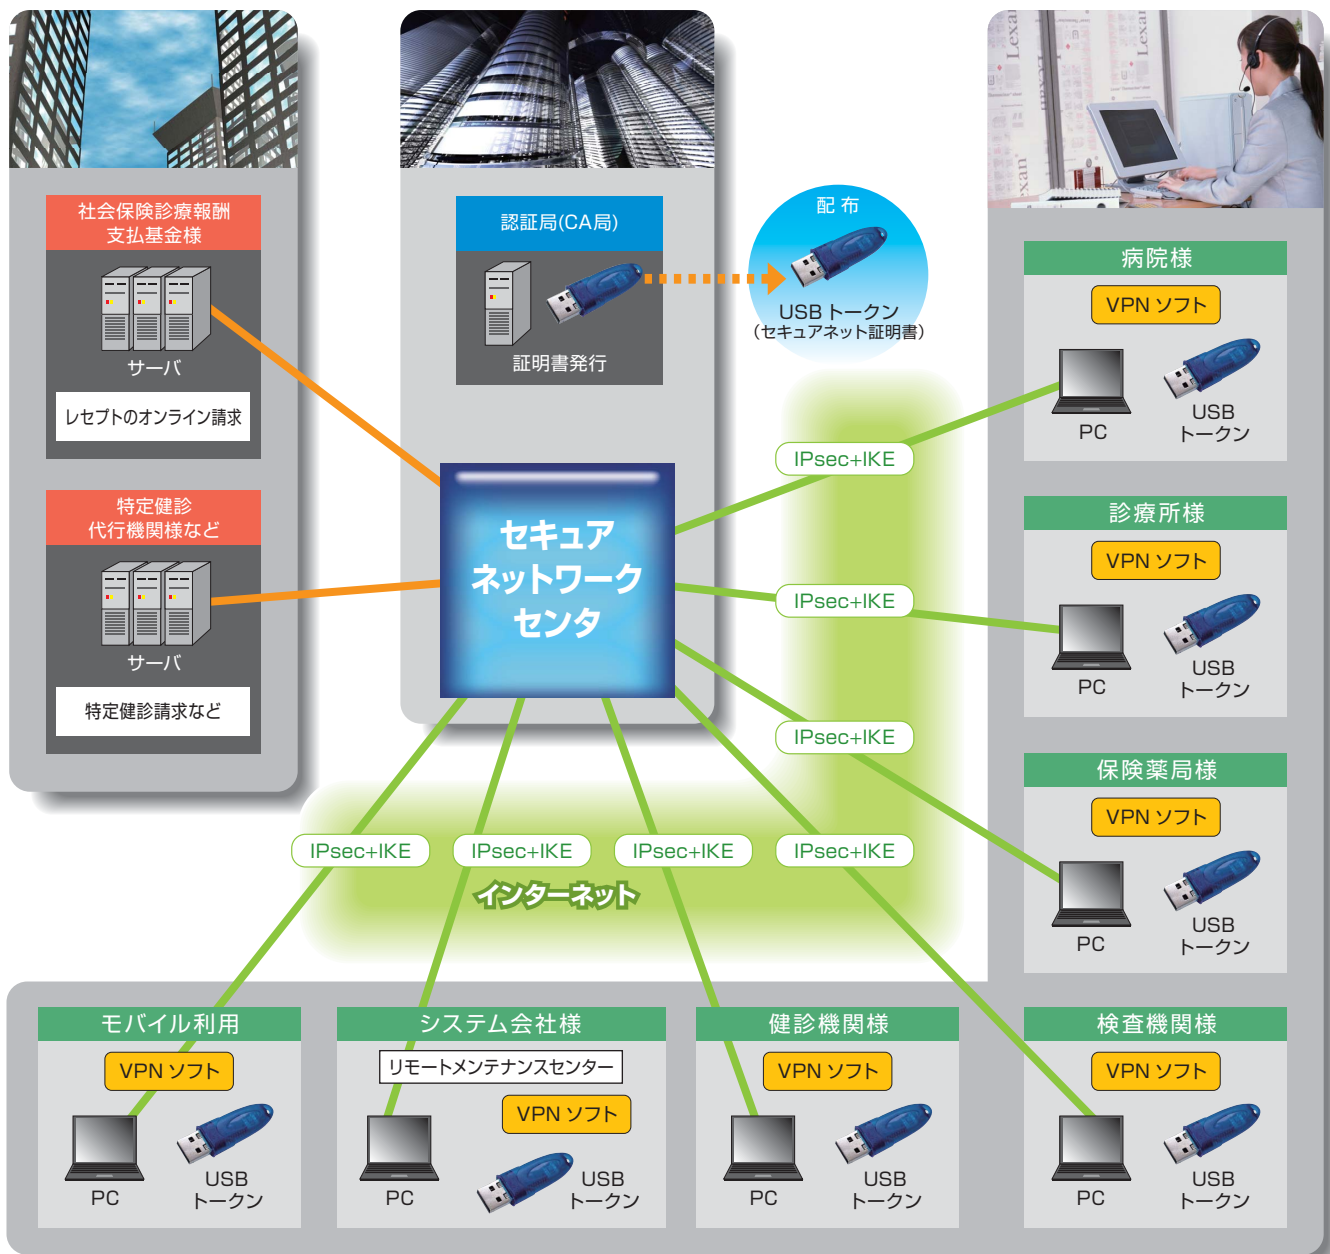 社会保険診療報酬
支払基金様
サーバ
レセプトのオンライン請求
特定健診
代行機関様など
サーバ
特定健診請求など
認証局(CA局)
証明書発行
配布
USBトークン
(セキュアネット証明書)
セキュア
ネットワーク
センタ
IPsec+IKE
IPsec+IKE
IPsec+IKE
IPsec+IKE
IPsec+IKE
IPsec+IKE
IPsec+IKE
インターネット
Lexan
Lexan
Lexan
病院様
VPN ソフト
PC
USB
トークン
診療所様
VPN ソフト
PC
USB
トークン
保険薬局様
VPN ソフト
PC
USB
トークン
モバイル利用
VPN ソフト
PC
USB
トークン
システム会社様
リモートメンテナンスセンター
VPN ソフト
PC
USB
トークン
健診機関様
VPN ソフト
PC
USB
トークン
検査機関様
VPN ソフト
PC
USB
トークン